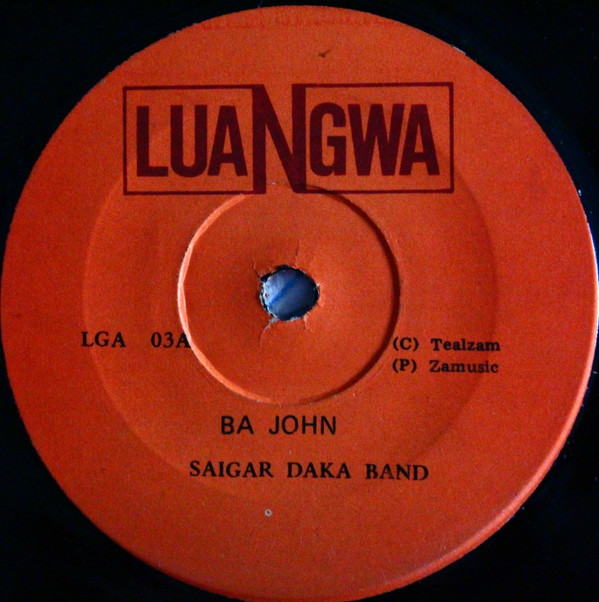 LUANGWA
LGA 03A
(C) Tealzam
(P) Zamusic
BA JOHN
SAIGAR DAKA BAND